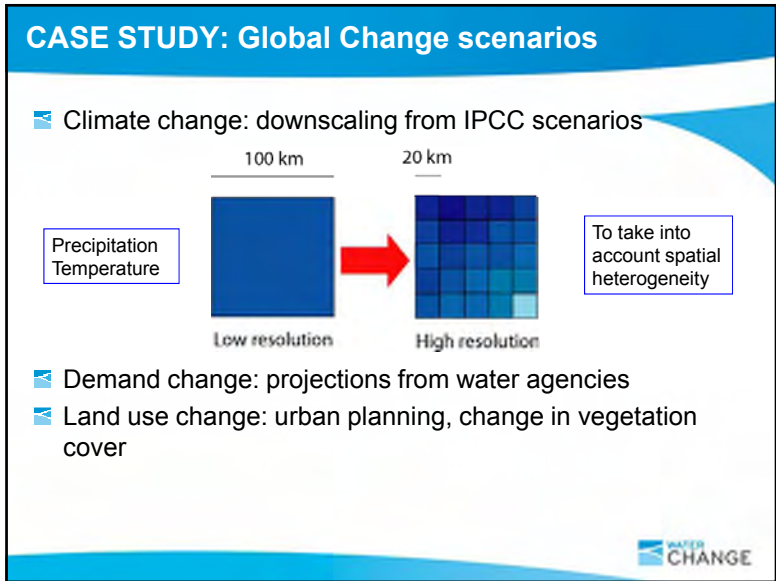 CASE STUDY: Global Change scenarios
Climate change: downscaling from IPCC scenarios
100 km
20 km
Precipitation
Temperature
To take into
account spatial
heterogeneity
Low resolution
High resolution
Demand change: projections from water agencies
Land use change: urban planning, change in vegetation
cover
WATER
CHANGE